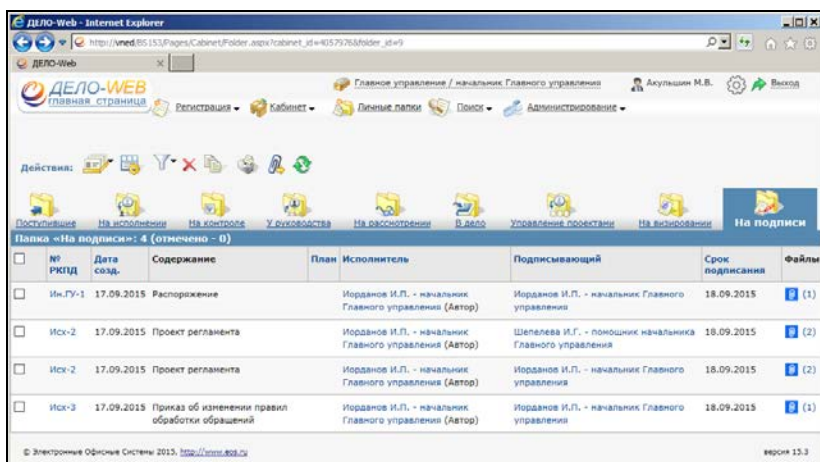 ДЕЛО-Web - Internet Explorer
http://vned/BS153/Pages/Cabinet/Folder.aspx?cabinet_id=4057976&folder_id=9
ДЕЛО-Web
ДЕЛО-WEB
главная страница
Главное управление / начальник Главного управления Акульшин М.В. Выход
Регистрация Кабинет Личные папки Поиск Администрирование
Действия:
Поступившие На исполнении На контроле У руководства На рассмотрении В дело Управление проектами На визировании На подписи
Папка «На подписи»: 4 (отмечено - 0)
№ РКПД Дата созд. Содержание План Исполнитель Подписывающий Срок подписания Файлы
Ин.ГУ-1 17.09.2015 Распоряжение Иорданов И.П. - начальник Главного управления (Автор) Иорданов И.П. - начальник Главного управления 18.09.2015 (1)
Исх-2 17.09.2015 Проект регламента Иорданов И.П. - начальник Главного управления (Автор) Шепелева И.Г. - помощник начальника Главного управления 18.09.2015 (2)
Исх-2 17.09.2015 Проект регламента Иорданов И.П. - начальник Главного управления (Автор) Иорданов И.П. - начальник Главного управления 18.09.2015 (2)
Исх-3 17.09.2015 Приказ об изменении правил обработки обращений Иорданов И.П. - начальник Главного управления (Автор) Иорданов И.П. - начальник Главного управления 18.09.2015 (1)
© Электронные Офисные Системы 2015, http://www.eos.ru версия 15.3